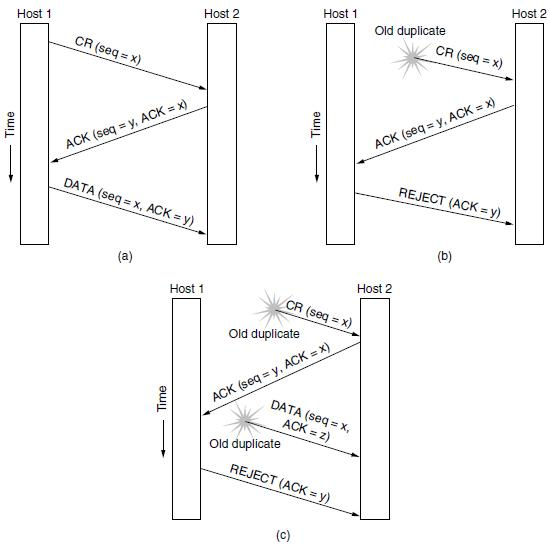 Host 1
Host 2
CR (seq = x)
ACK (seq = y, ACK = x)
DATA (seq = x, ACK = y)
Time
(a)
Host 1
Host 2
Old duplicate
CR (seq = x)
ACK (seq = y, ACK = x)
REJECT (ACK = y)
Time
(b)
Host 1
Host 2
CR (seq = x)
Old duplicate
ACK (seq = y, ACK = x)
DATA (seq = x,
ACK = z)
Old duplicate
REJECT (ACK = y)
Time
(c)